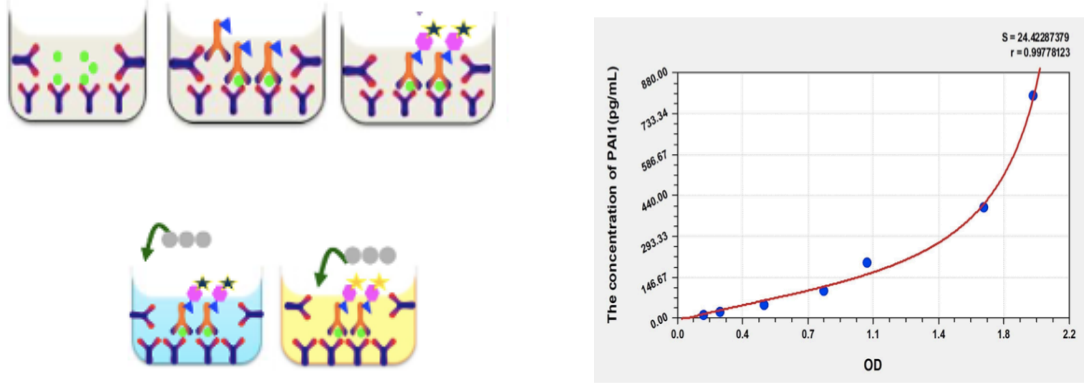 S = 24.42287379
r = 0.99778123
The concentration of PAI1(pg/mL)
880.00
733.34
586.67
440.00
293.33
146.67
0.00
0.0 0.4 0.7 1.1 1.4 1.8 2.2
OD